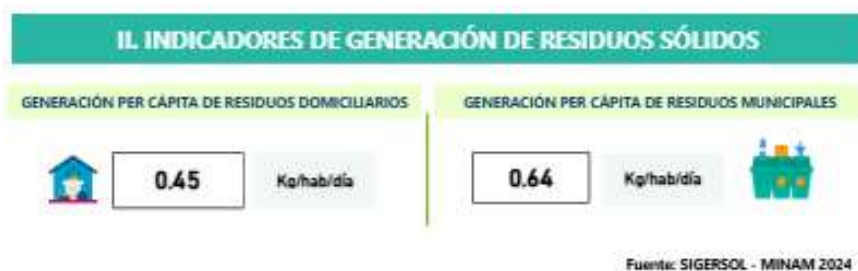 II. INDICADORES DE GENERACIÓN DE RESIDUOS SÓLIDOS
GENERACIÓN PER CÁPITA DE RESIDUOS DOMICILIARIOS
0.45 Kg/hab/día
GENERACIÓN PER CÁPITA DE RESIDUOS MUNICIPALES
0.64 Kg/hab/día
Fuente: SIGERSOL - MINAM 2024